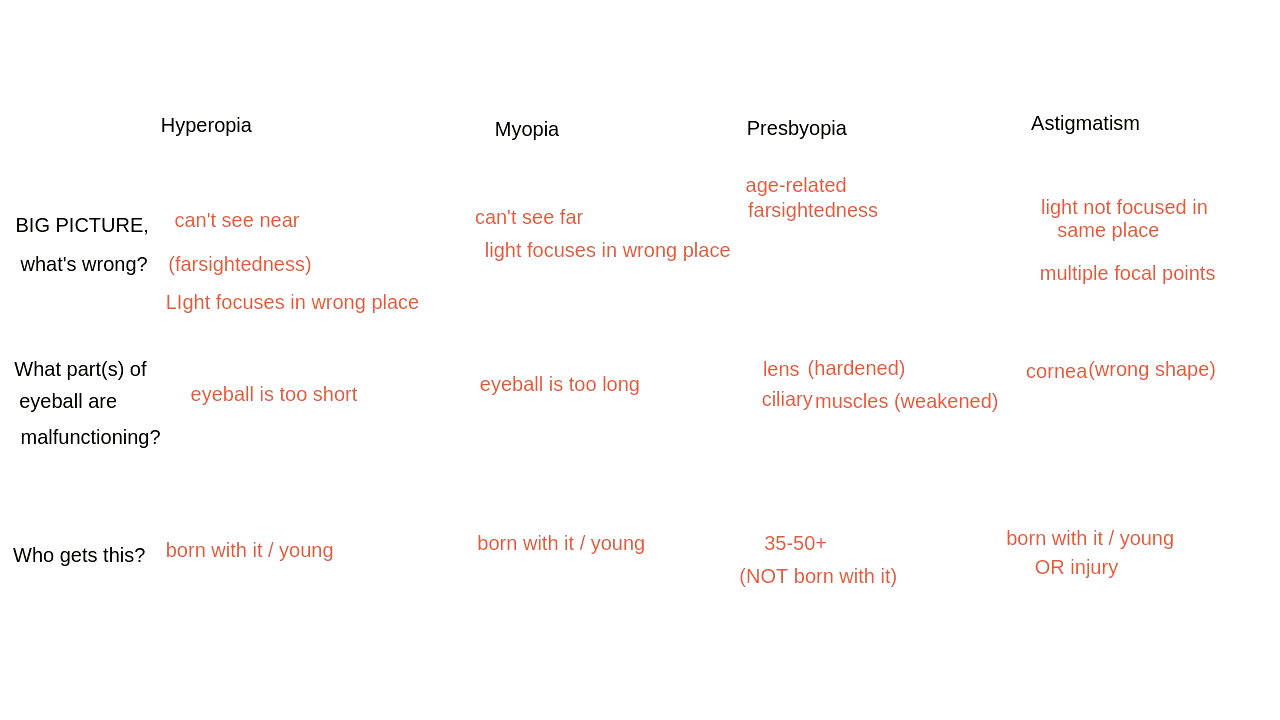 Hyperopia
Myopia
Presbyopia
Astigmatism
BIG PICTURE,
what's wrong?
can't see near
(farsightedness)
LIght focuses in wrong place
can't see far
light focuses in wrong place
age-related
farsightedness
light not focused in
same place
multiple focal points
What part(s) of
eyeball are
malfunctioning?
eyeball is too short
eyeball is too long
lens (hardened)
ciliary muscles (weakened)
cornea (wrong shape)
Who gets this?
born with it / young
born with it / young
35-50+
(NOT born with it)
born with it / young
OR injury